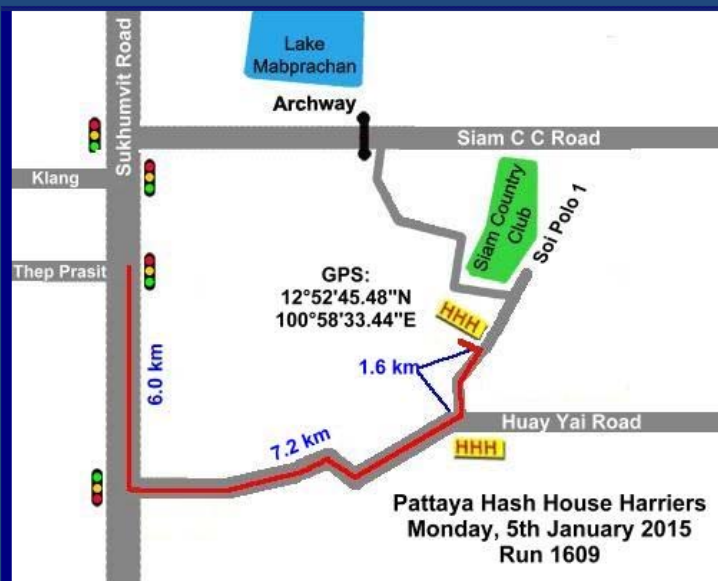 Lake
Mabprachan
Archway
Sukhumvit Road
Siam C C Road
Klang
Siam Country
Club
Soi Polo 1
Thep Prasit
GPS:
12°52'45.48"N
100°58'33.44"E
HHH
1.6 km
6.0 km
Huay Yai Road
7.2 km
HHH
Pattaya Hash House Harriers
Monday, 5th January 2015
Run 1609